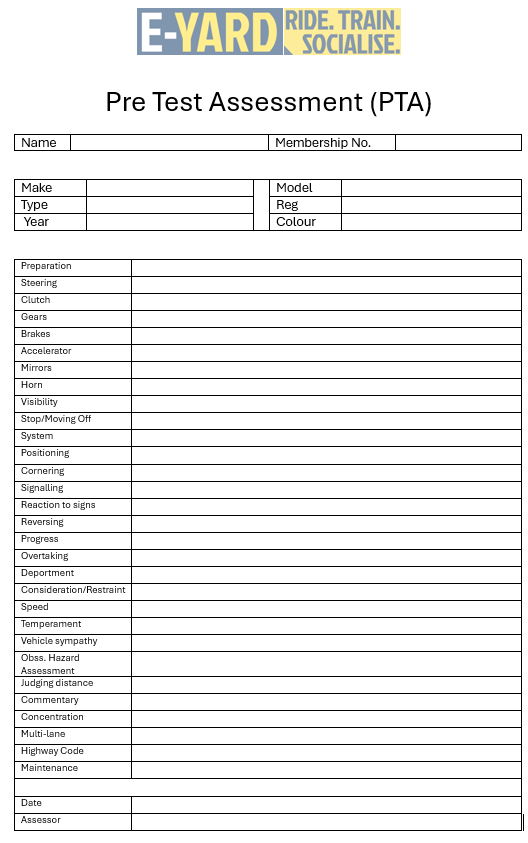 E-YARD
RIDE. TRAIN.
SOCIALISE.
Pre Test Assessment (PTA)
Name
Membership No.
Make
Model
Type
Reg
Year
Colour
Preparation
Steering
Clutch
Gears
Brakes
Accelerator
Mirrors
Horn
Visibility
Stop/Moving Off
System
Positioning
Cornering
Signalling
Reaction to signs
Reversing
Progress
Overtaking
Deportment
Consideration/Restraint
Speed
Temperament
Vehicle sympathy
Obss. Hazard
Assessment
Judging distance
Commentary
Concentration
Multi-lane
Highway Code
Maintenance
Date
Assessor